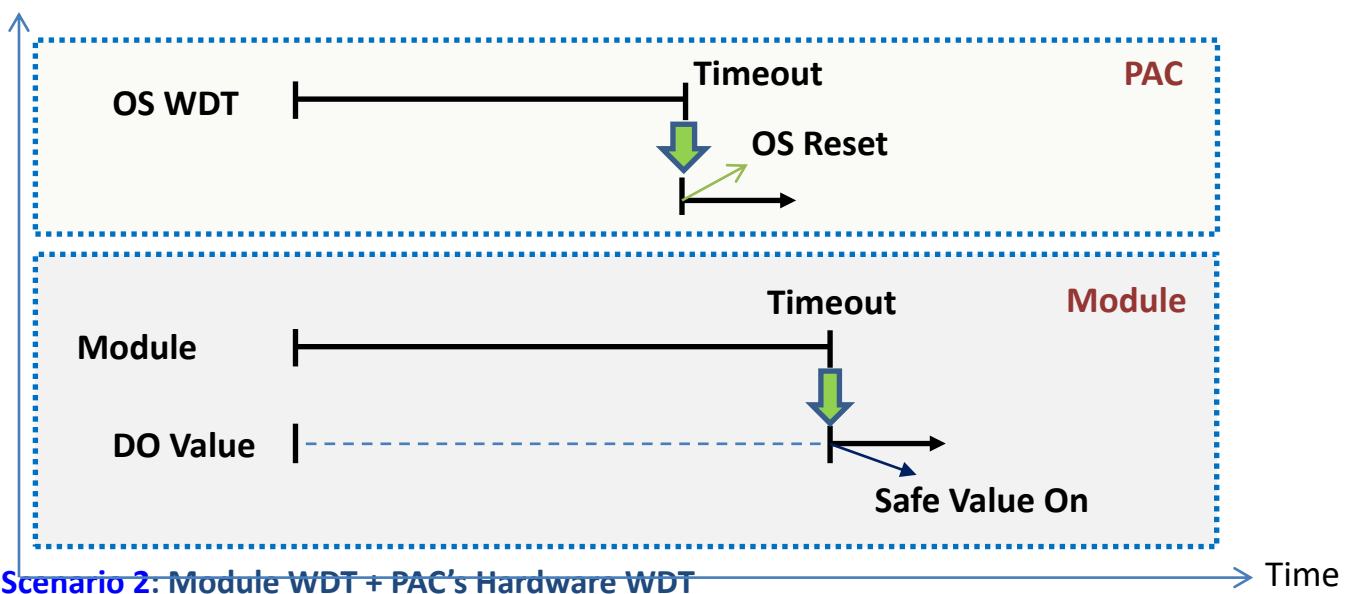 Timeout
PAC
OS WDT
OS Reset
Timeout
Module
Module
DO Value
Safe Value On
Time
Scenario 2: Module WDT + PAC's Hardware WDT